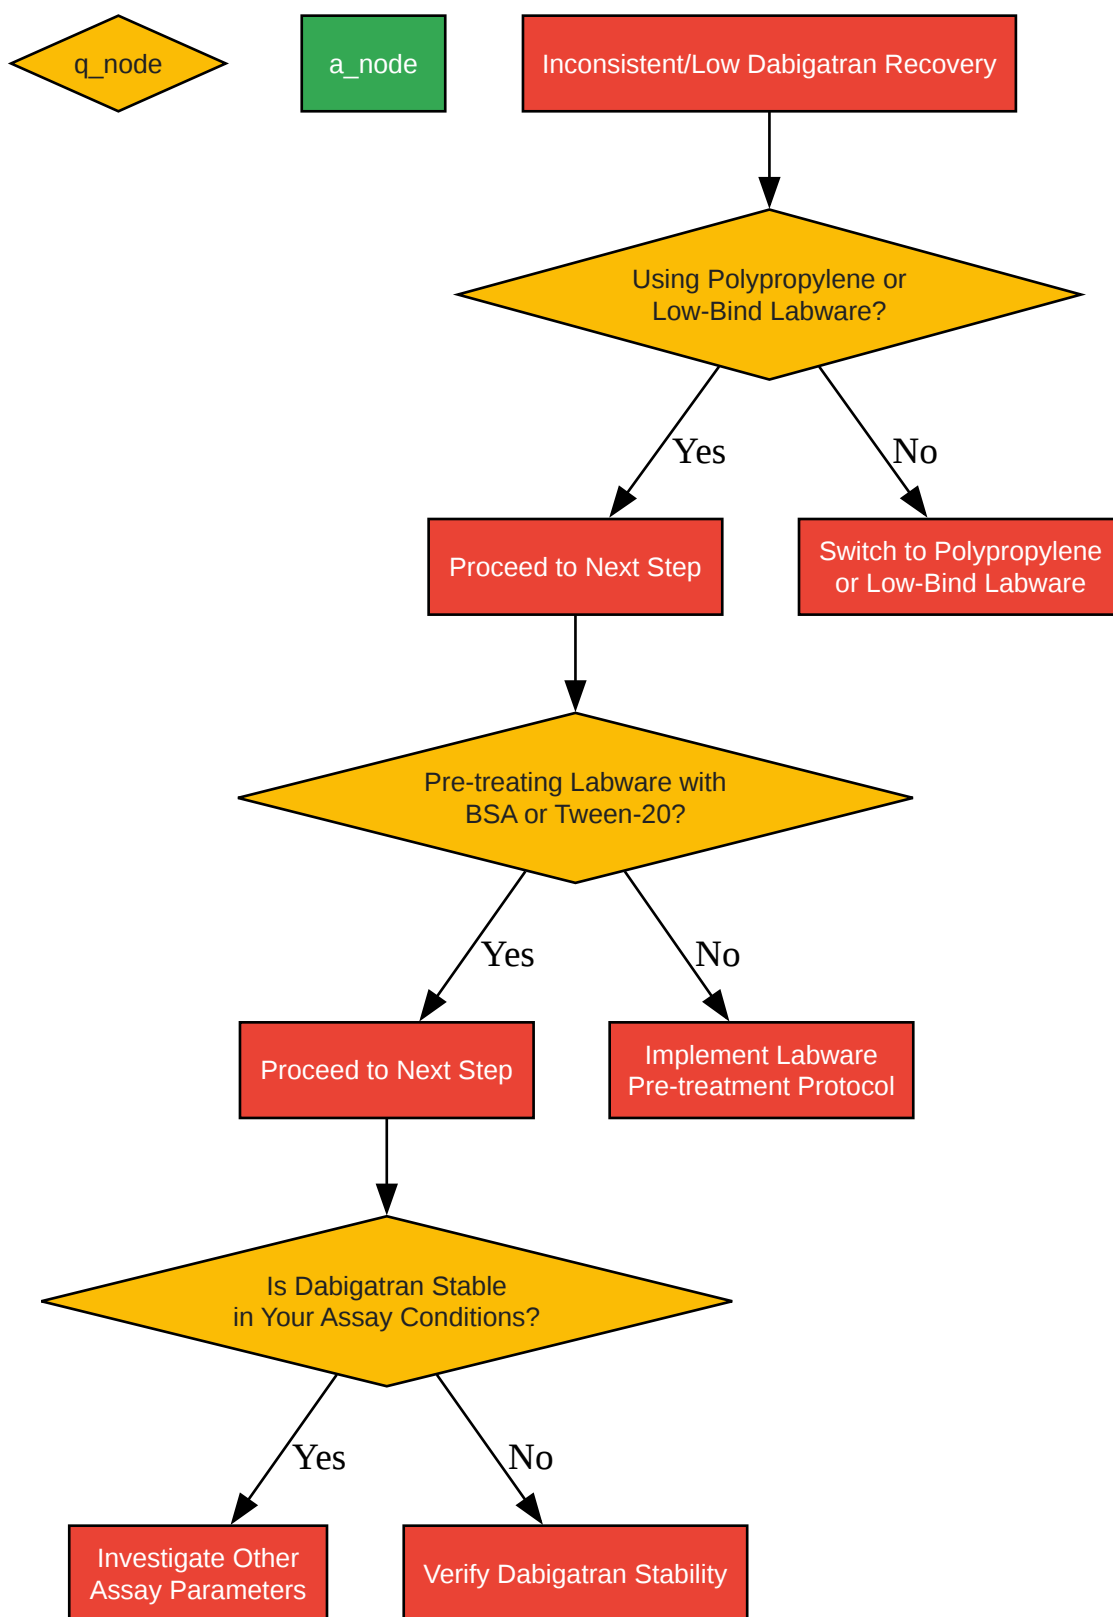 q_node
a_node
Inconsistent/Low Dabigatran Recovery
Using Polypropylene or
Low-Bind Labware?
Yes
No
Proceed to Next Step
Switch to Polypropylene
or Low-Bind Labware
Pre-treating Labware with
BSA or Tween-20?
Yes
No
Proceed to Next Step
Implement Labware
Pre-treatment Protocol
Is Dabigatran Stable
in Your Assay Conditions?
Yes
No
Investigate Other
Assay Parameters
Verify Dabigatran Stability